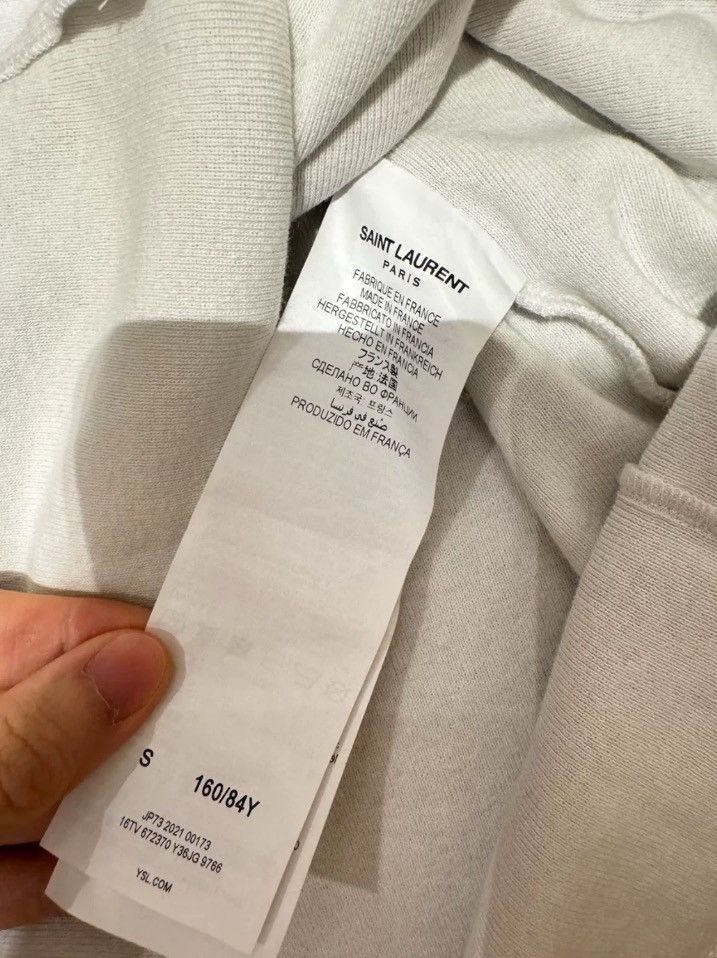 SAINT LAURENT
PARIS
FABRIQUE EN FRANCE
MADE IN FRANCE
FABBRICATO IN FRANCIA
HERGESTELLT IN FRANKREICH
HECHO EN FRANCIA
フランス製
产地 法国
СДЕЛАНО ВО ФРАНЦИИ
제조국 프랑스
صنع في فرنسا
PRODUZIDO EM FRANÇA
S 160/84Y
JP73 2021 00173
16TV 672370 Y36JG 9766
YSL.COM